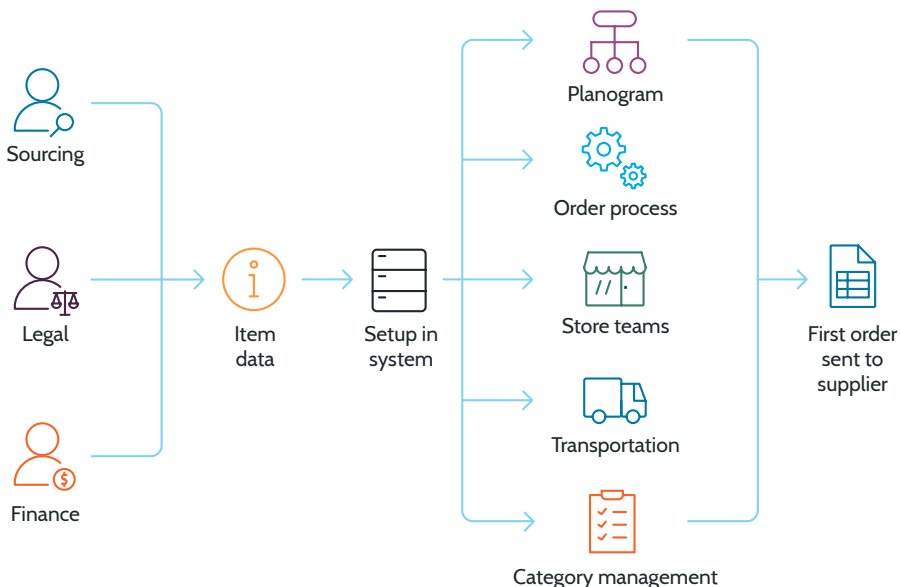 Sourcing
Legal
Finance
Item
data
Setup in
system
Planogram
Order process
Store teams
Transportation
Category management
First order
sent to
supplier